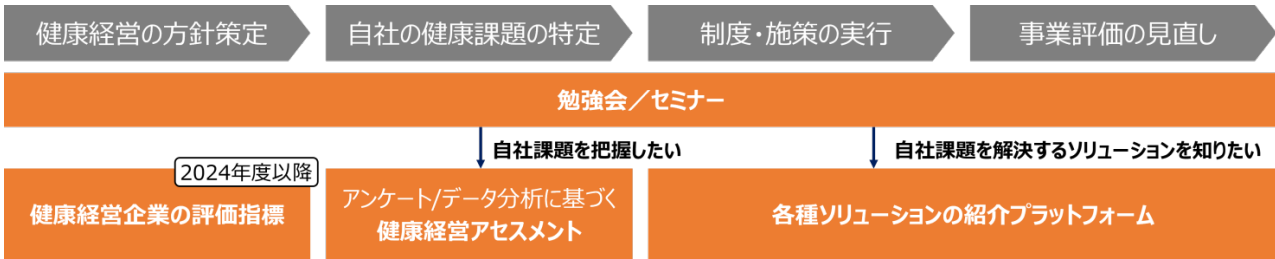 健康経営の方針策定
自社の健康課題の特定
制度・施策の実行
事業評価の見直し
勉強会／セミナー
自社課題を把握したい
自社課題を解決するソリューションを知りたい
2024年度以降
健康経営企業の評価指標
アンケート/データ分析に基づく
健康経営アセスメント
各種ソリューションの紹介プラットフォーム